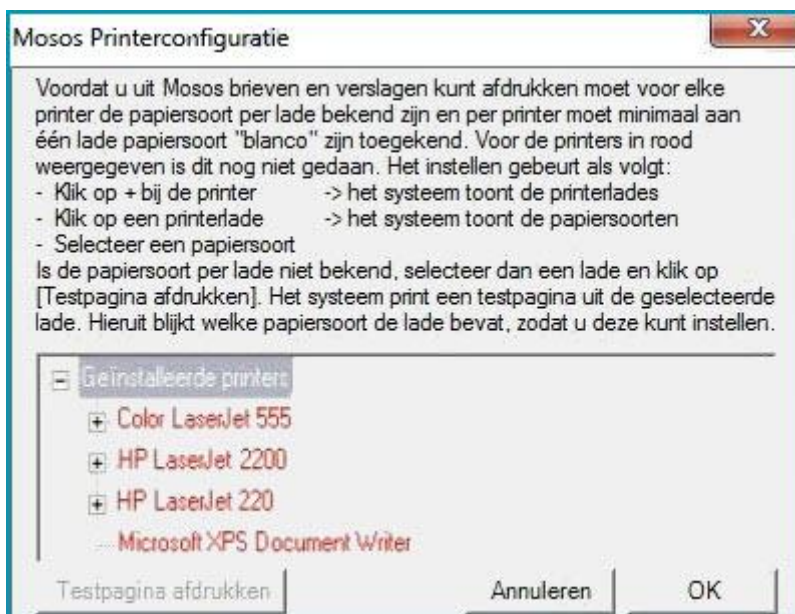 Mosos Printerconfiguratie
Voordat u uit Mosos brieven en verslagen kunt afdrukken moet voor elke
printer de papiersoort per lade bekend zijn en per printer moet minimaal aan
één lade papiersoort "blanco" zijn toegekend. Voor de printers in rood
weergegeven is dit nog niet gedaan. Het instellen gebeurt als volgt:
- Klik op + bij de printer -> het systeem toont de printerlades
- Klik op een printerlade -> het systeem toont de papiersoorten
- Selecteer een papiersoort
Is de papiersoort per lade niet bekend, selecteer dan een lade en klik op
[Testpagina afdrukken]. Het systeem print een testpagina uit de geselecteerde
lade. Hieruit blijkt welke papiersoort de lade bevat, zodat u deze kunt instellen.
Geïnstalleerde printers
Color LaserJet 555
HP LaserJet 2200
HP LaserJet 220
Microsoft XPS Document Writer
Testpagina afdrukken Annuleren OK